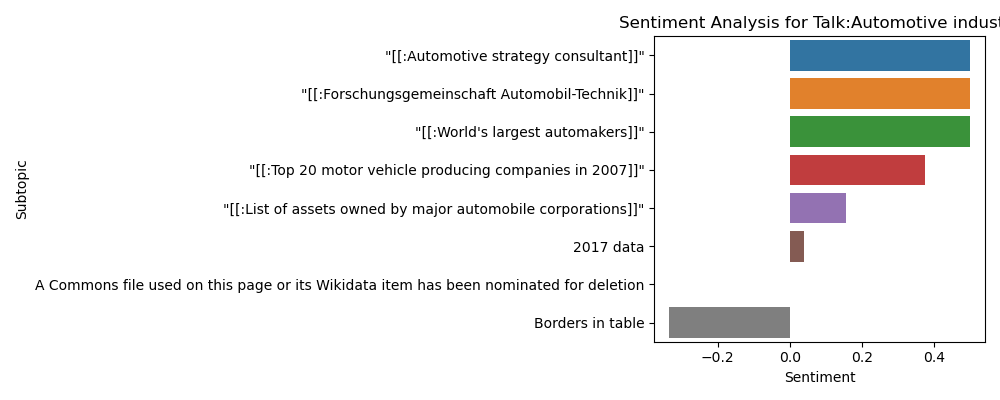 Sentiment Analysis for Talk:Automotive indust
"[[:Automotive strategy consultant]]"
"[[:Forschungsgemeinschaft Automobil-Technik]]"
"[[:World's largest automakers]]"
"[[:Top 20 motor vehicle producing companies in 2007]]"
"[[:List of assets owned by major automobile corporations]]"
2017 data
A Commons file used on this page or its Wikidata item has been nominated for deletion
Borders in table
Subtopic
−0.2 0.0 0.2 0.4
Sentiment